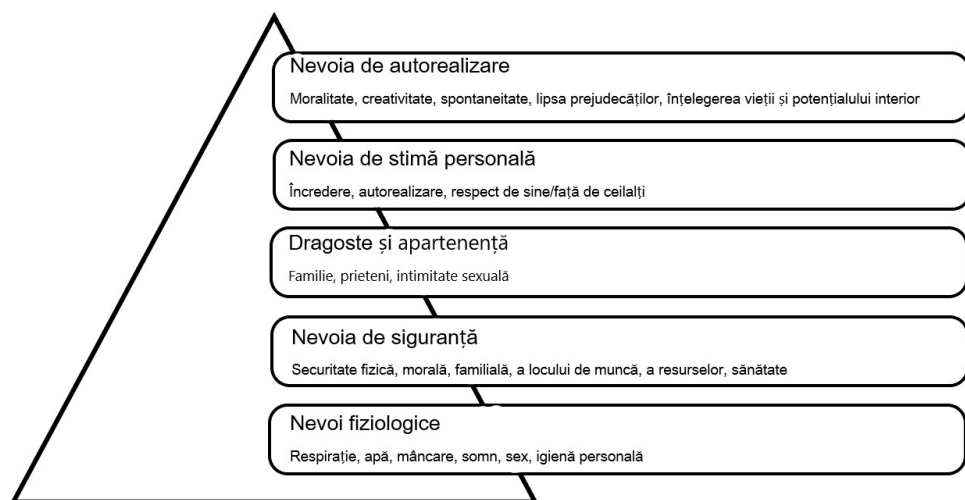 Nevoia de autorealizare
Moralitate, creativitate, spontaneitate, lipsa prejudecăților, înțelegerea vieții și potențialului interior
Nevoia de stimă personală
Încredere, autorealizare, respect de sine/față de ceilalți
Dragoste și apartenență
Familie, prieteni, intimitate sexuală
Nevoia de siguranță
Securitate fizică, morală, familială, a locului de muncă, a resurselor, sănătate
Nevoi fiziologice
Respirație, apă, mâncare, somn, sex, igienă personală